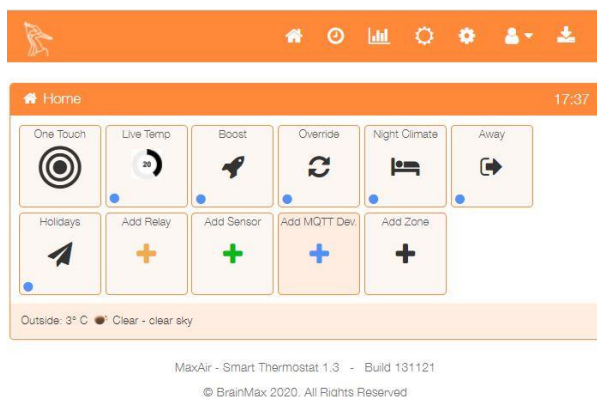 Home 17:37
One Touch Live Temp Boost Override Night Climate Away
20
Holidays Add Relay Add Sensor Add MQTT Dev. Add Zone
Outside: 3° C Clear - clear sky
MaxAir - Smart Thermostat 1.3 - Build 131121
© BrainMax 2020. All Rights Reserved